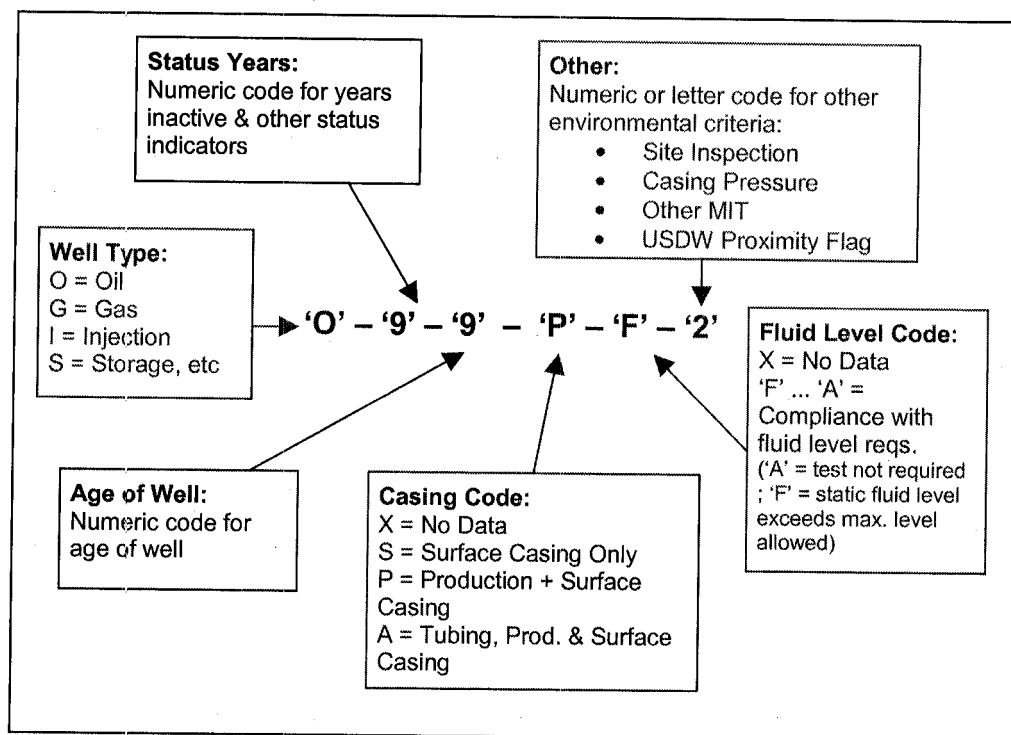 Status Years:
Numeric code for years
inactive & other status
indicators
Other:
Numeric or letter code for other
environmental criteria:
• Site Inspection
• Casing Pressure
• Other MIT
• USDW Proximity Flag
Well Type:
O = Oil
G = Gas
I = Injection
S = Storage, etc
‘O’ – ‘9’ - ‘9’ - ‘P’ - ‘F’ - ‘2’
Fluid Level Code:
X = No Data
‘F’ ... ‘A’ =
Compliance with
fluid level reqs.
(‘A’ = test not required
; ‘F’ = static fluid level
exceeds max. level
allowed)
Age of Well:
Numeric code for
age of well
Casing Code:
X = No Data
S = Surface Casing Only
P = Production + Surface
Casing
A = Tubing, Prod. & Surface
Casing